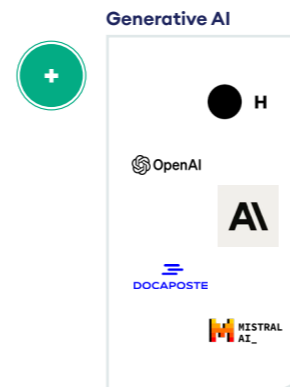 Generative AI
+
H
OpenAI
A\
DOCAPOSTE
MISTRAL
AI_